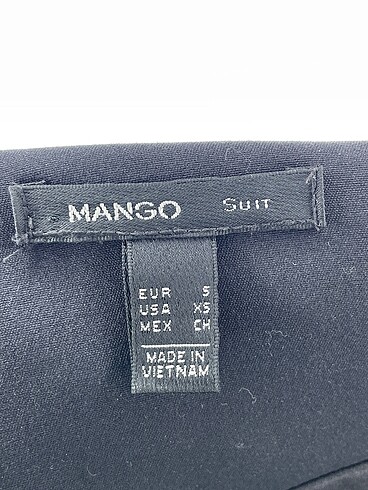 MANGO SUIT
EUR S
USA XS
MEX CH
MADE IN
VIETNAM